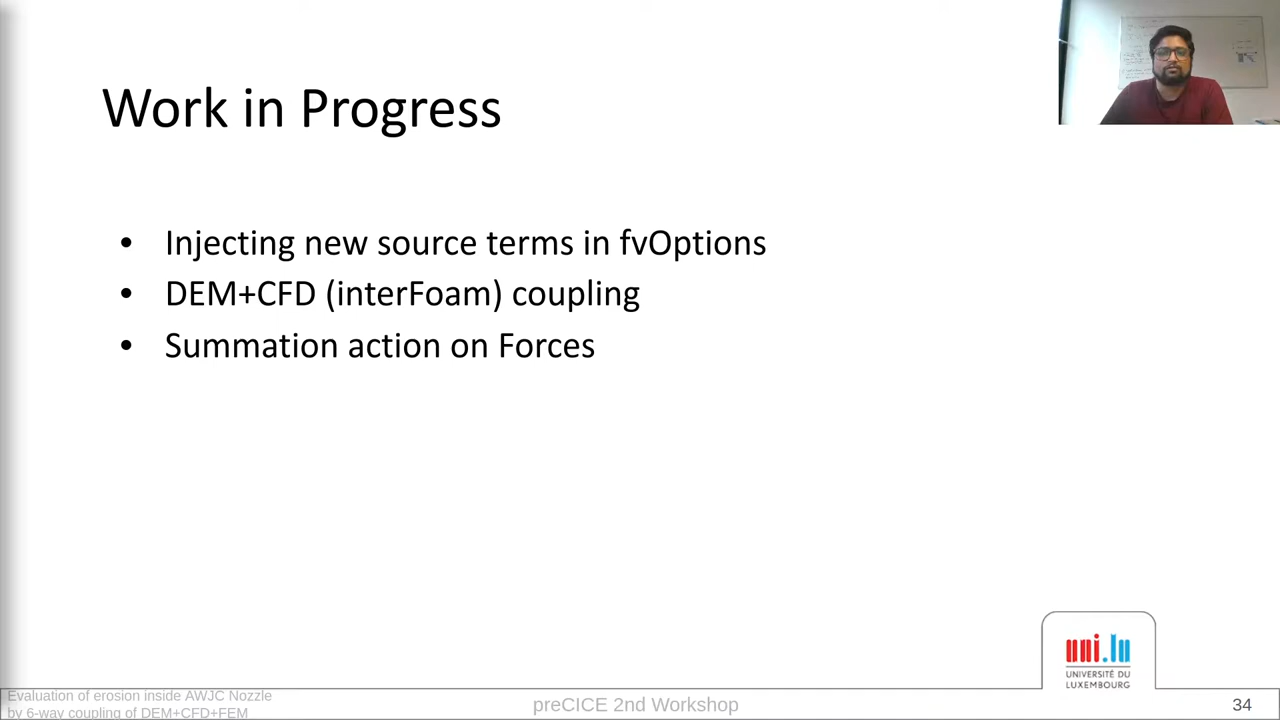 Work in Progress
• Injecting new source terms in fvOptions
• DEM+CFD (interFoam) coupling
• Summation action on Forces
uni.lu
UNIVERSITÉ DU
LUXEMBOURG
Evaluation of erosion inside AWJC Nozzle
by 6-way coupling of DEM+CFD+FEM
preCICE 2nd Workshop
34